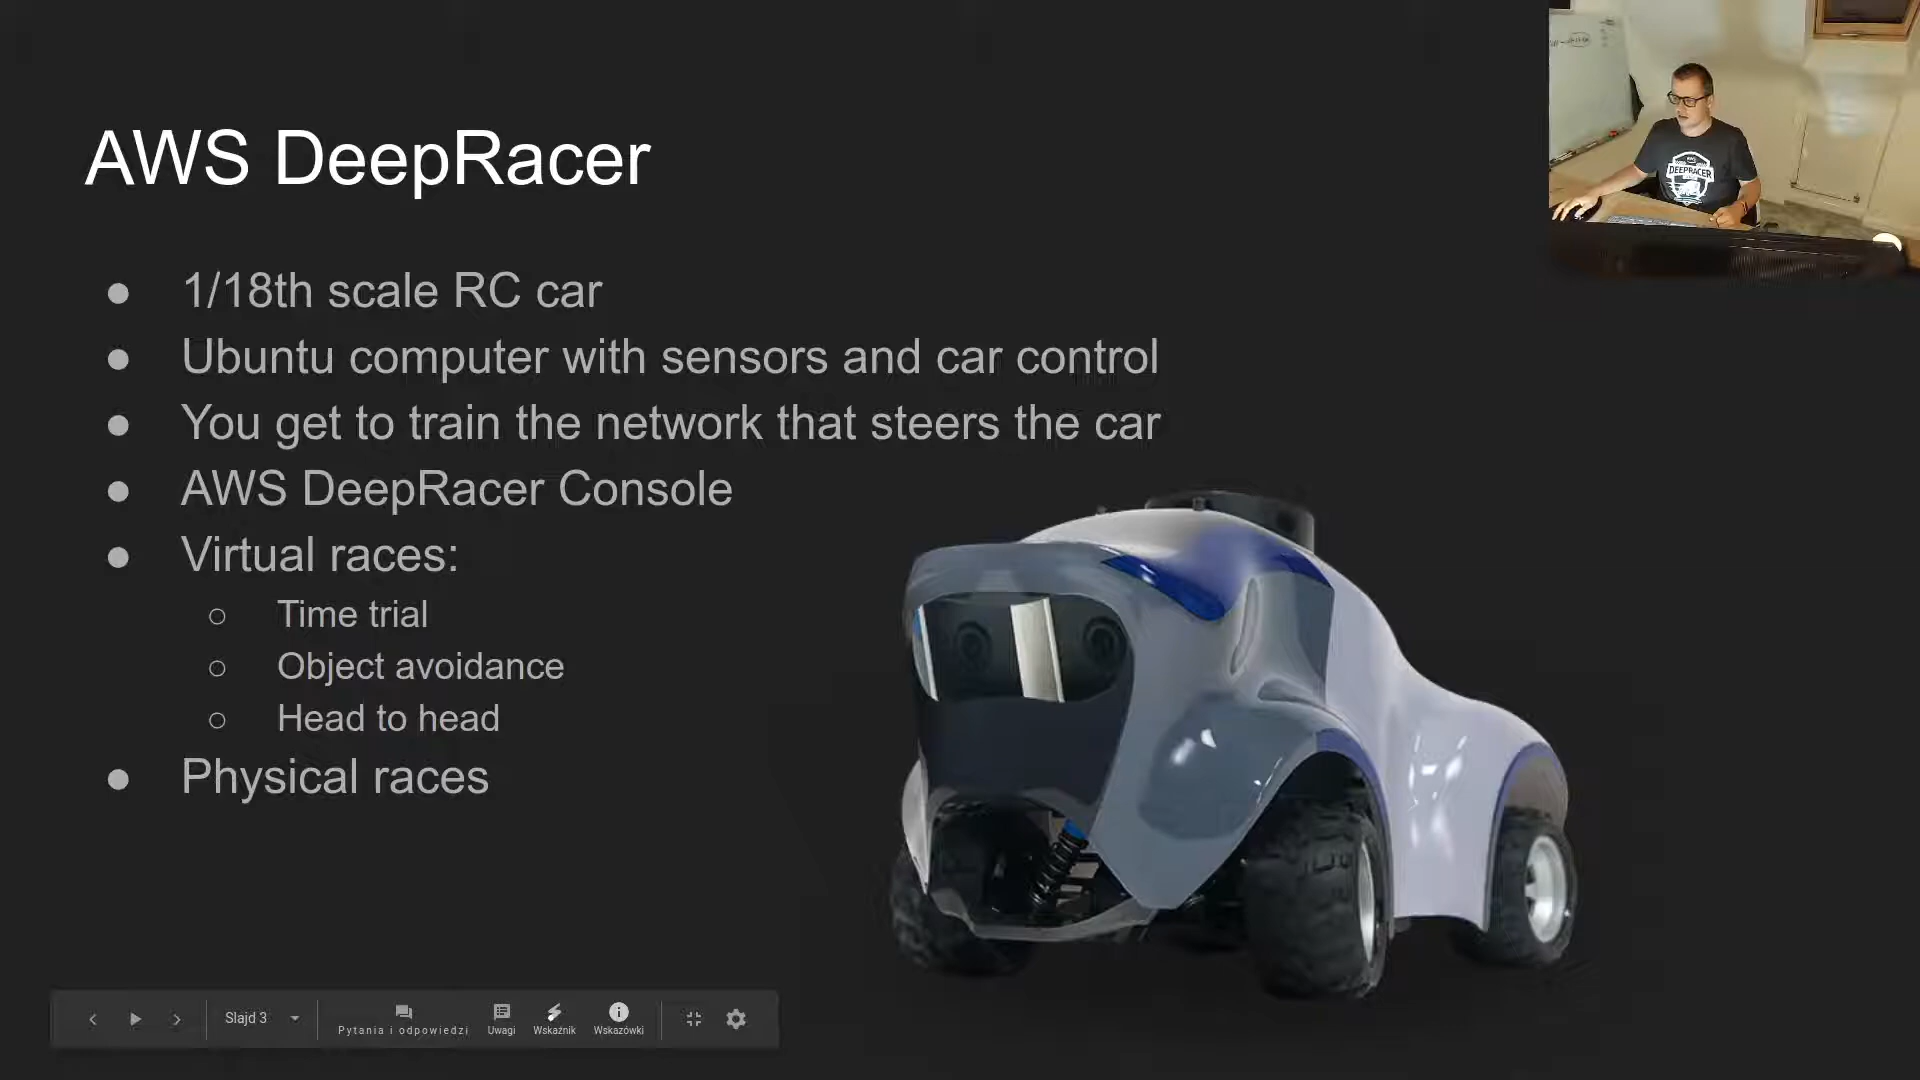 AWS DeepRacer
● 1/18th scale RC car
● Ubuntu computer with sensors and car control
● You get to train the network that steers the car
● AWS DeepRacer Console
● Virtual races:
○ Time trial
○ Object avoidance
○ Head to head
● Physical races
DEEPRACER
Slajd 3
Pytania i odpowiedzi
Uwagi
Wskaźnik
Wskazówki